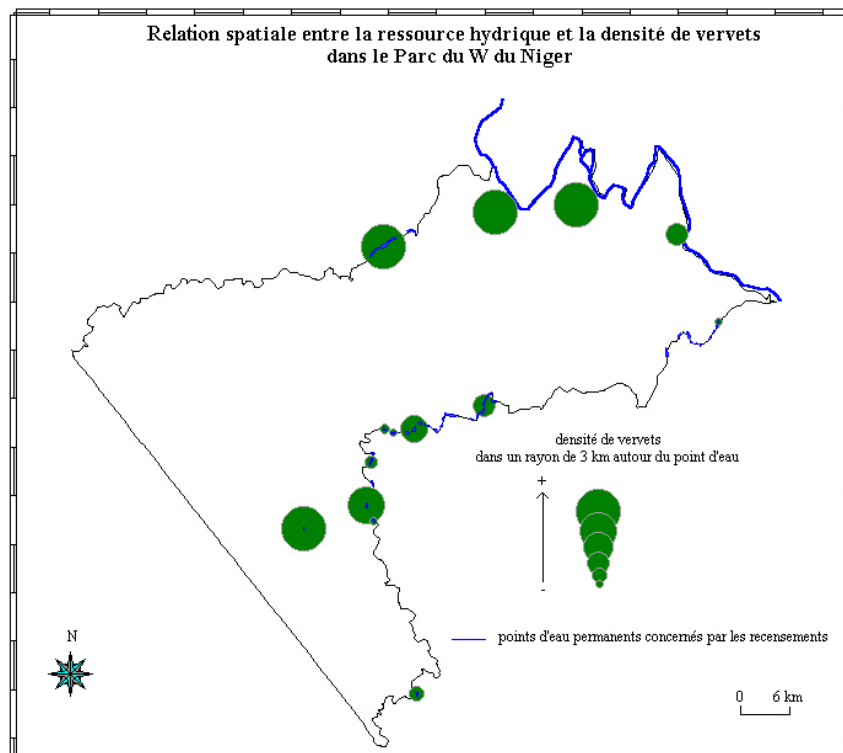 Relation spatiale entre la ressource hydrique et la densité de vervets
dans le Parc du W du Niger
densité de vervets
dans un rayon de 3 km autour du point d'eau
+
-
points d'eau permanents concernés par les recensements
N
0 6 km